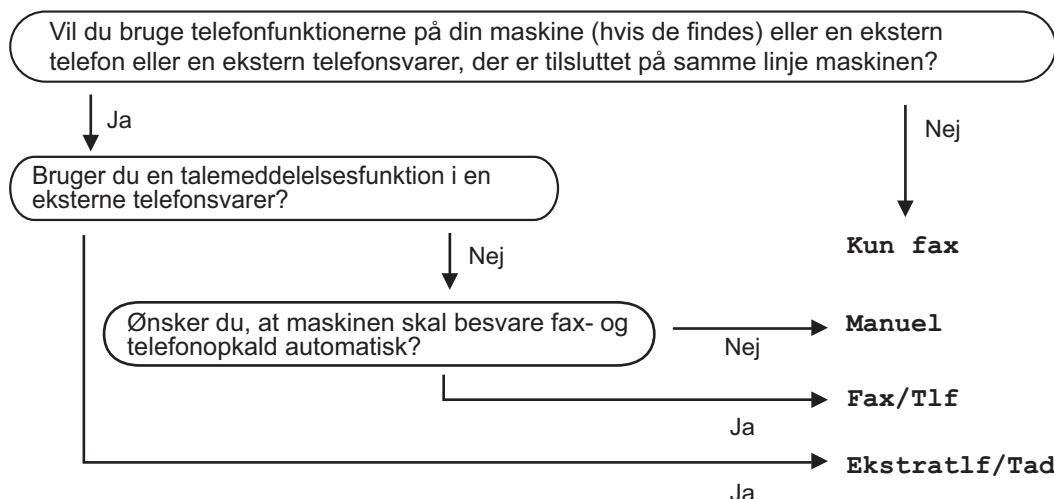 Vil du bruge telefonfunktionerne på din maskine (hvis de findes) eller en ekstern
telefon eller en ekstern telefonsvarer, der er tilsluttet på samme linje maskinen?
Ja
Nej
Bruger du en talemeddelelsesfunktion i en
eksterne telefonsvarer?
Kun fax
Nej
Ønsker du, at maskinen skal besvare fax- og
telefonopkald automatisk?
Manuel
Nej
Fax/Tlf
Ja
Ekstratlf/Tad
Ja